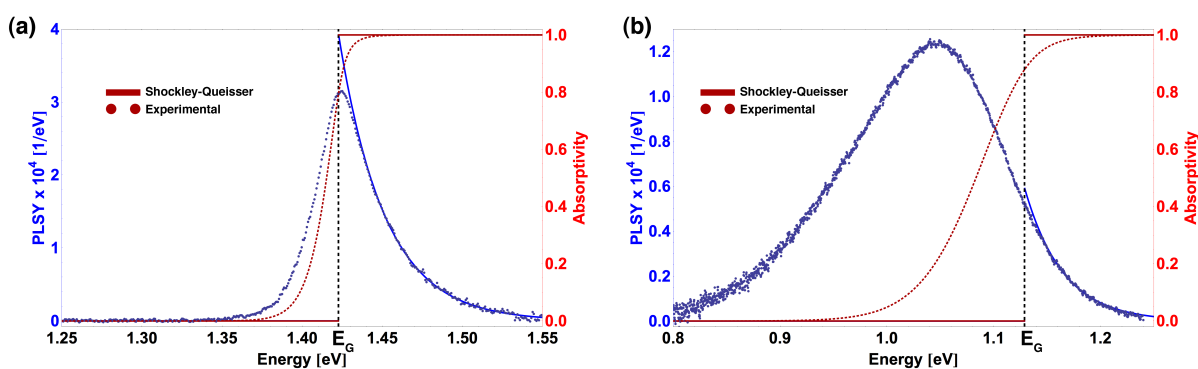 (a)
PLSY x 10⁴ [1/eV]
4
3
2
1
0
Shockley-Queisser
Experimental
1.0
0.8
0.6
0.4
0.2
0.0
Absorptivity
1.25
1.30
1.35
1.40
E_G
1.45
1.50
1.55
Energy [eV]
(b)
PLSY x 10⁴ [1/eV]
1.2
1.0
0.8
0.6
0.4
0.2
0.0
Shockley-Queisser
Experimental
1.0
0.8
0.6
0.4
0.2
0.0
Absorptivity
0.8
0.9
1.0
1.1
E_G
1.2
Energy [eV]